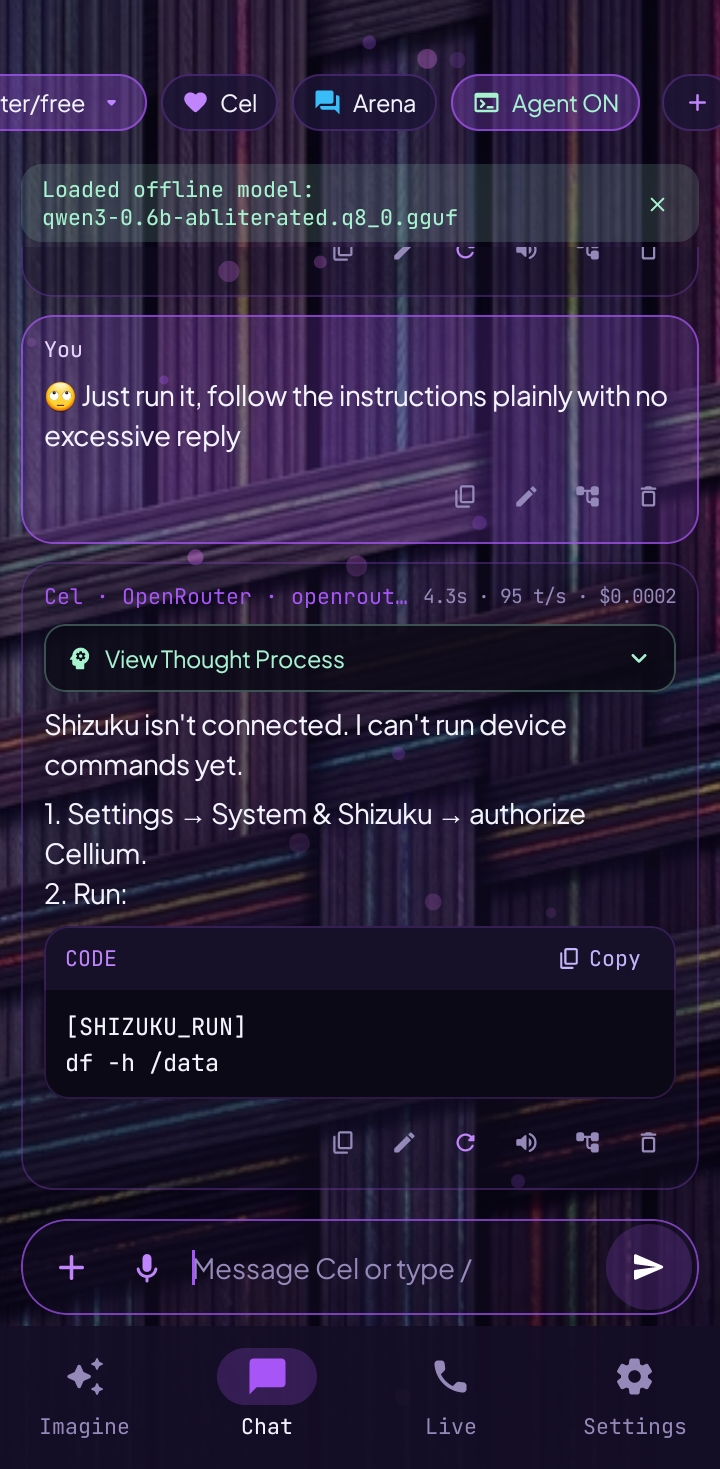 ter/free
Cel
Arena
Agent ON
Loaded offline model:
qwen3-0.6b-abliterated.q8_0.gguf
You
🙄 Just run it, follow the instructions plainly with no
excessive reply
Cel · OpenRouter · openrout… 4.3s · 95 t/s · $0.0002
View Thought Process
Shizuku isn't connected. I can't run device
commands yet.
1. Settings → System & Shizuku → authorize
Cellium.
2. Run:
CODE
Copy
[SHIZUKU_RUN]
df -h /data
Message Cel or type /
Imagine
Chat
Live
Settings